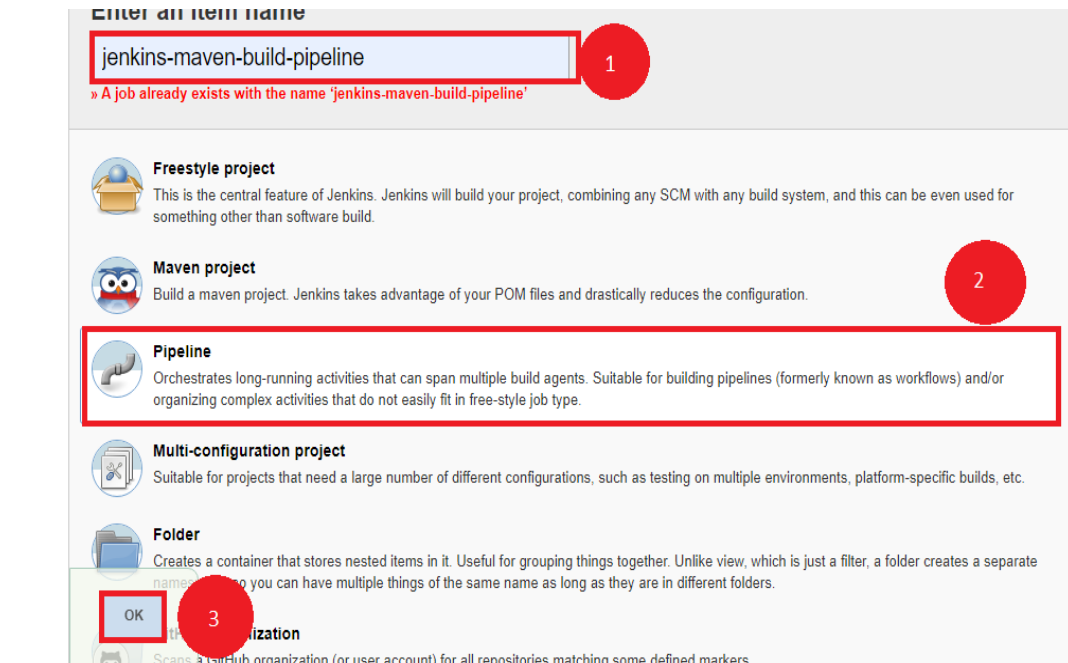 Enter an item name
jenkins-maven-build-pipeline
1
» A job already exists with the name ‘jenkins-maven-build-pipeline’
Freestyle project
This is the central feature of Jenkins. Jenkins will build your project, combining any SCM with any build system, and this can be even used for
something other than software build.
Maven project
Build a maven project. Jenkins takes advantage of your POM files and drastically reduces the configuration.
2
Pipeline
Orchestrates long-running activities that can span multiple build agents. Suitable for building pipelines (formerly known as workflows) and/or
organizing complex activities that do not easily fit in free-style job type.
Multi-configuration project
Suitable for projects that need a large number of different configurations, such as testing on multiple environments, platform-specific builds, etc.
Folder
Creates a container that stores nested items in it. Useful for grouping things together. Unlike view, which is just a filter, a folder creates a separate
you can have multiple things of the same name as long as they are in different folders.
OK
3
Scans a GitHub organization (or user account) for all repositories matching some defined markers.